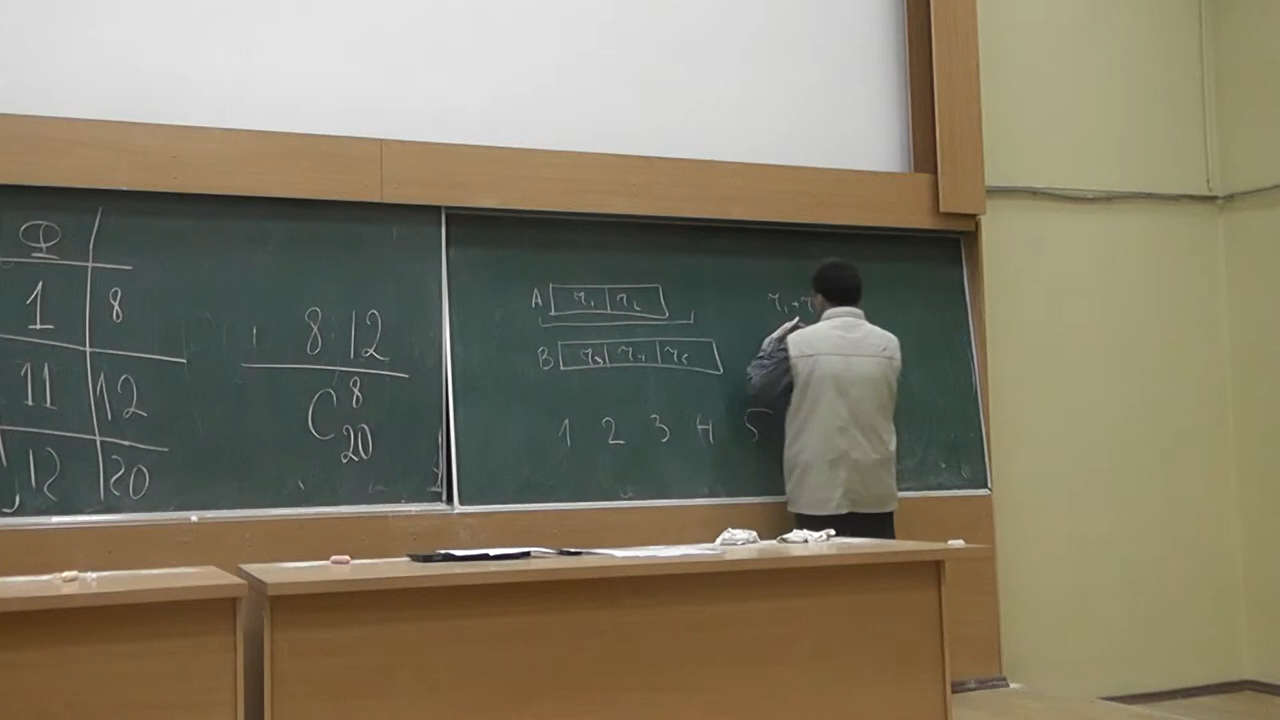 Ф
1 8
11 12
12 20
8 12
C 8 20
A r₁ r₂
B r₃ r₄ r₅
1 2 3 4 5
r₁ +